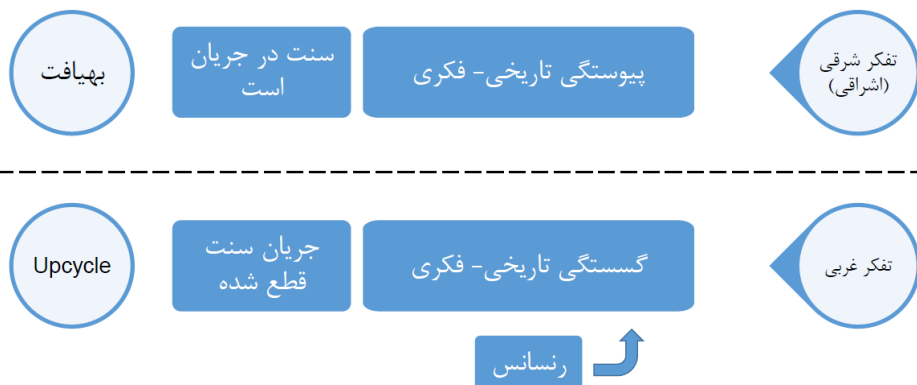 تفکر شرقی
(اشراقی)
پیوستگی تاریخی- فکری
سنت در جریان
است
بهیافت
تفکر غربی
گسستگی تاریخی- فکری
جریان سنت
قطع شده
Upcycle
رنسانس